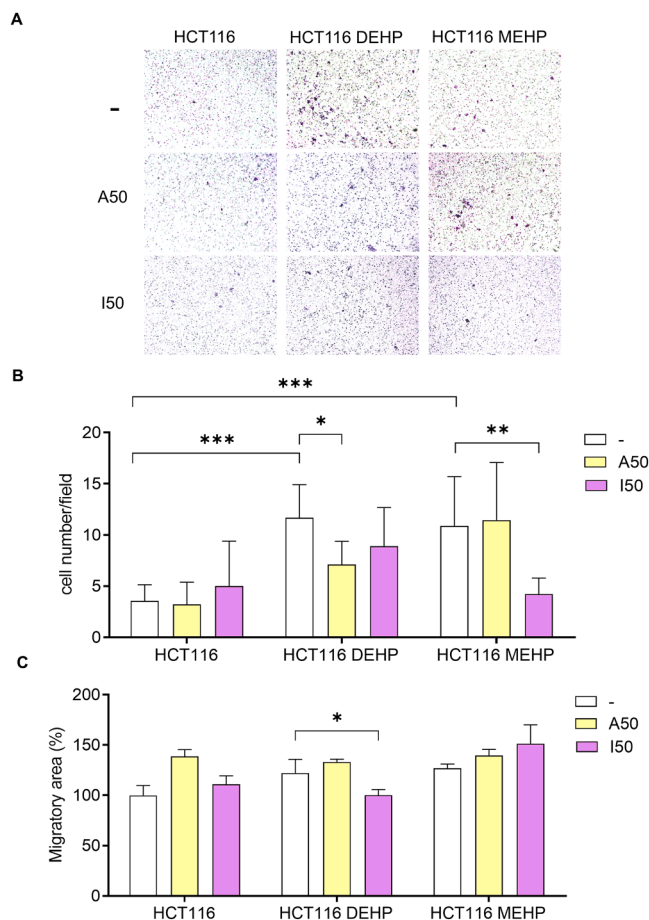 A
HCT116 HCT116 DEHP HCT116 MEHP
-
A50
I50
B
***
*** * **
20
15
10
5
0
cell number/field
HCT116 HCT116 DEHP HCT116 MEHP
-
A50
I50
C
*
200
150
100
50
0
Migratory area (%)
HCT116 HCT116 DEHP HCT116 MEHP
-
A50
I50